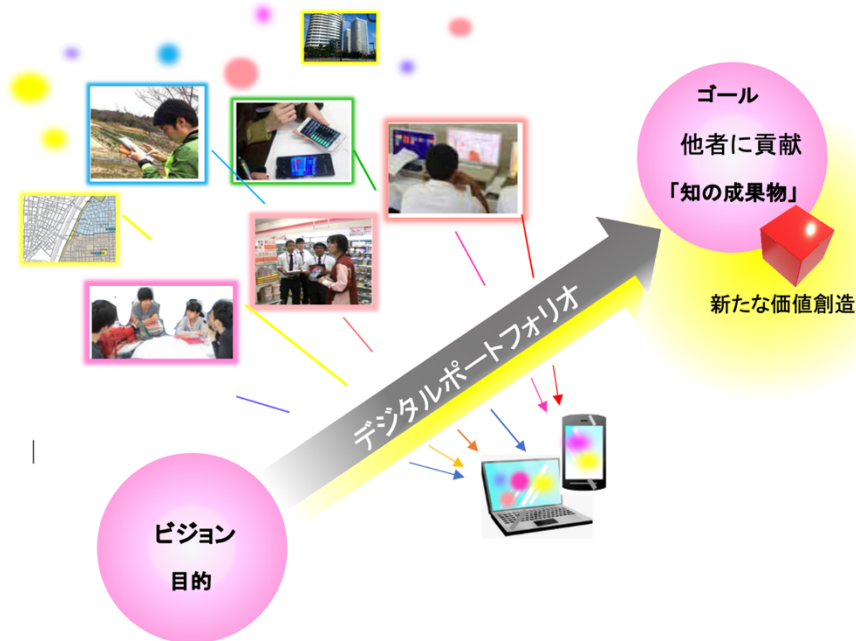 ゴール
他者に貢献
「知の成果物」
新たな価値創造
デジタルポートフォリオ
ビジョン
目的